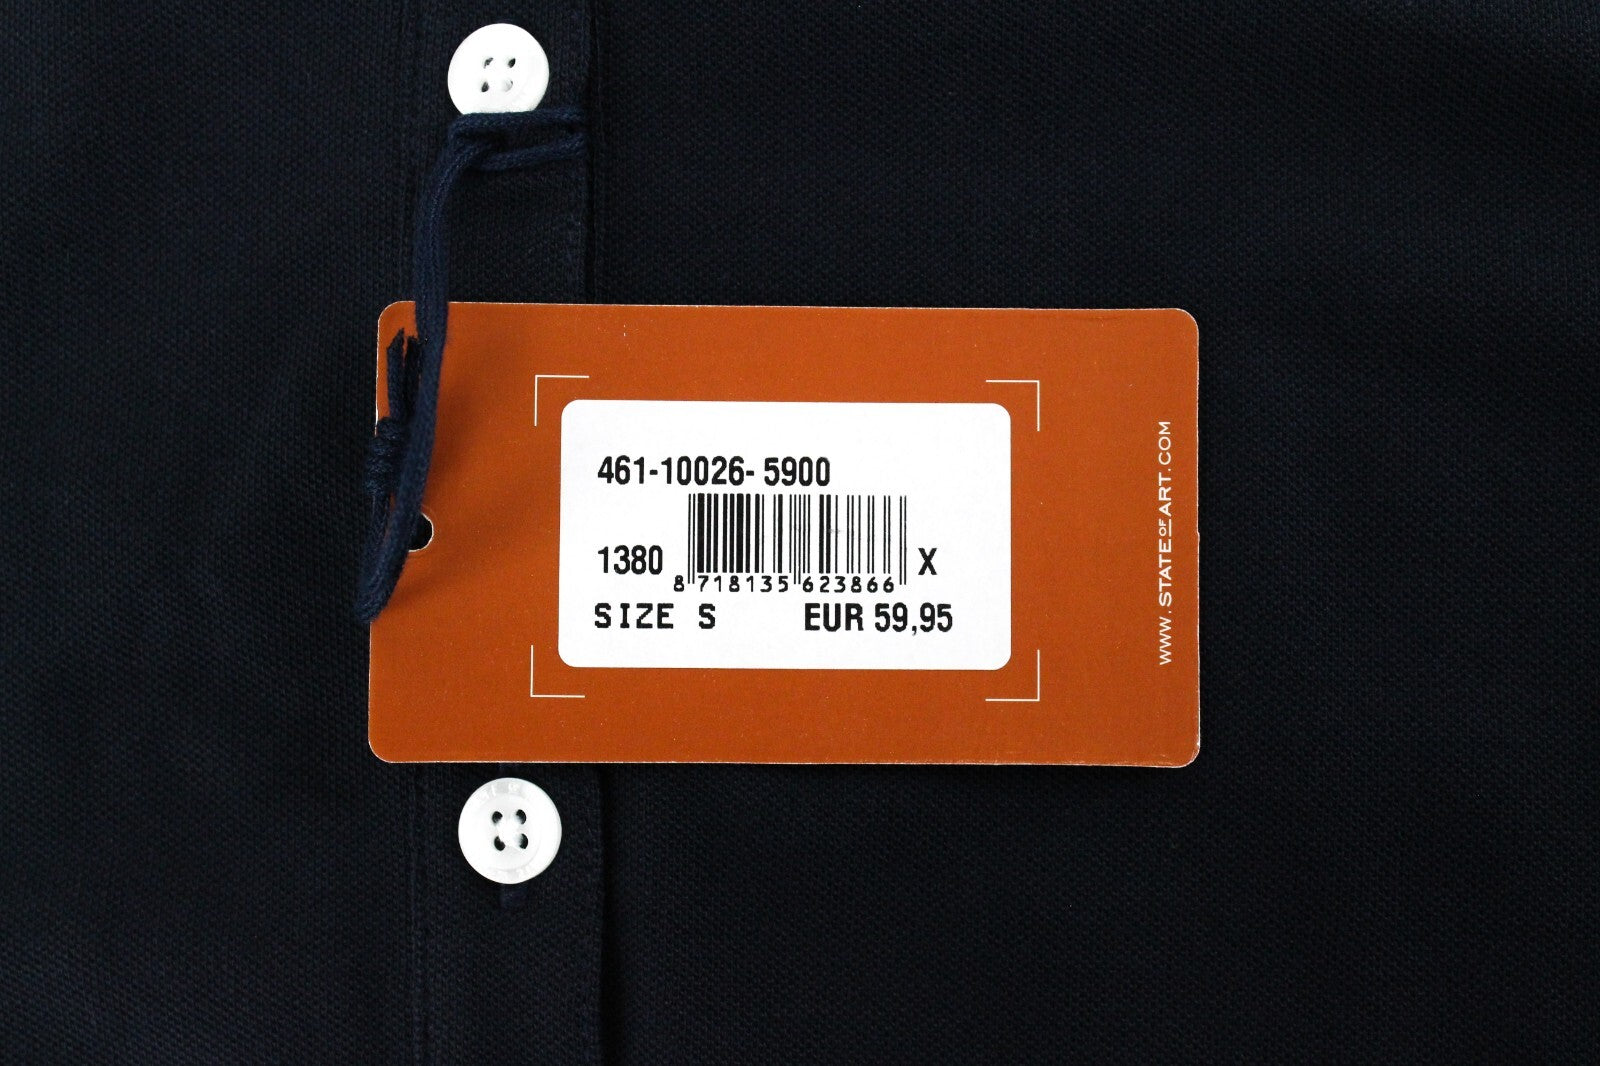 461-10026- 5900
1380
X
8 718135 623866
SIZE S
EUR 59,95
WWW.STATEOFART.COM